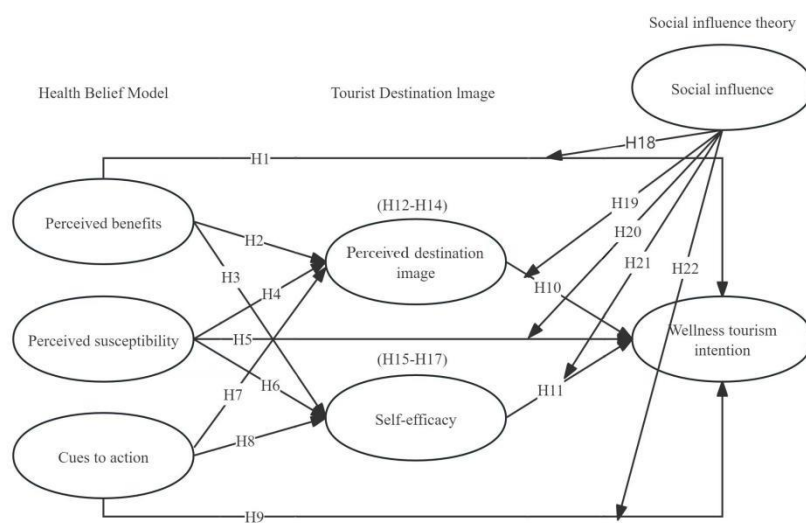 Social influence theory
Health Belief Model
Tourist Destination lmage
Social influence
H18
H1
Perceived benefits
(H12-H14)
H19
H2
H20
H3
Perceived destination
image
H21
H22
H4
H10
Perceived susceptibility
H5
Wellness tourism
intention
(H15-H17)
H6
H7
H11
Self-efficacy
H8
Cues to action
H9